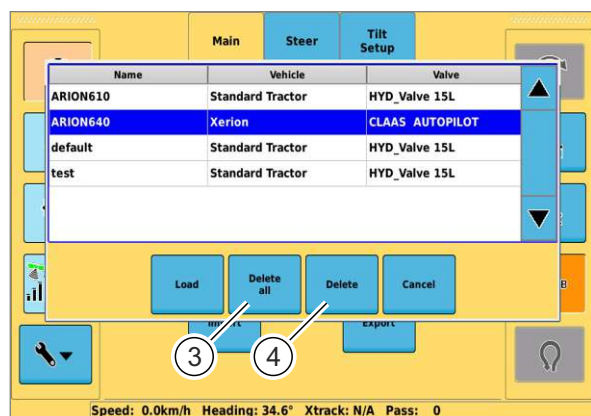 Main Steer Tilt
Setup
Name Vehicle Valve
ARION610 Standard Tractor HYD_Valve 15L
ARION640 Xerion CLAAS AUTOPILOT
default Standard Tractor HYD_Valve 15L
test Standard Tractor HYD_Valve 15L
Load Delete
all Delete Cancel
B
Export
3 4
Speed: 0.0km/h Heading: 34.6° Xtrack: N/A Pass: 0